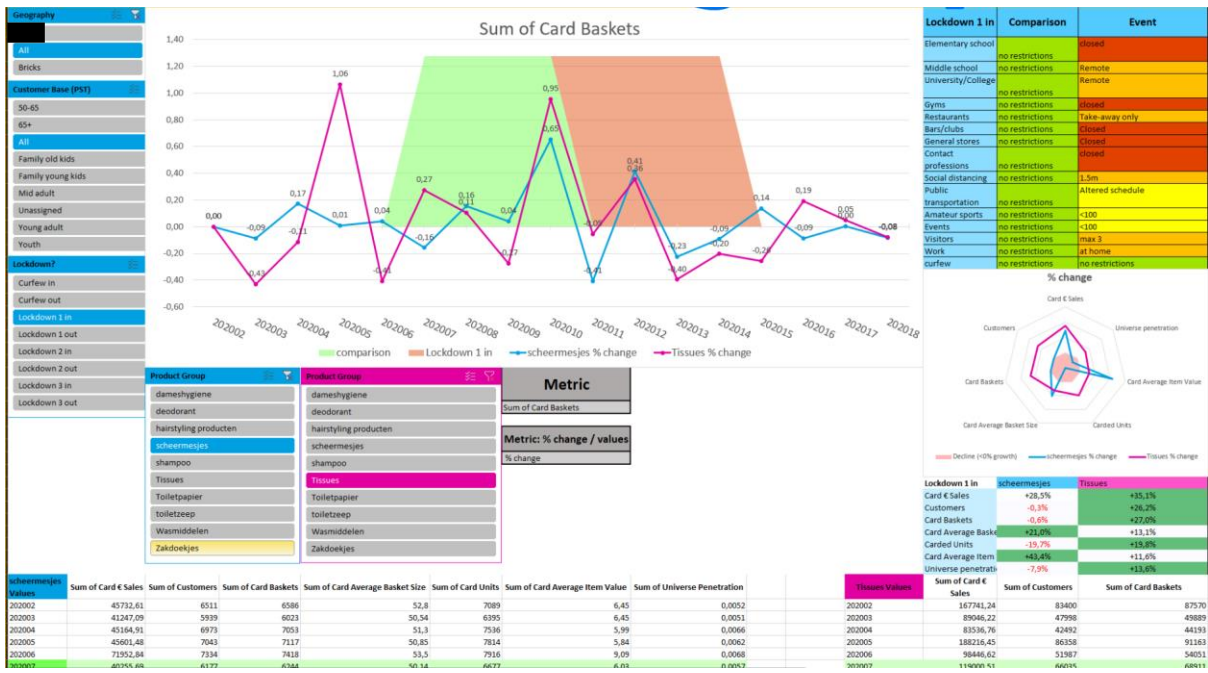 Geography
All
Bricks
Customer Base (PST)
50-65
65+
All
Family old kids
Family young kids
Mid adult
Unassigned
Young adult
Youth
Lockdown?
Curfew in
Curfew out
Lockdown 1 in
Lockdown 1 out
Lockdown 2 in
Lockdown 2 out
Lockdown 3 in
Lockdown 3 out
Sum of Card Baskets
1,40
1,20
1,00
0,80
0,60
0,40
0,20
0,00
-0,20
-0,40
-0,60
0,00
-0,09
-0,43
0,17
-0,11
1,06
0,01
0,04
-0,41
0,27
-0,16
0,16
0,11
0,04
-0,27
0,95
0,65
-0,41
0,41
0,36
-0,23
-0,40
-0,09
-0,20
0,14
-0,26
0,19
-0,09
0,05
0,00
-0,08
202002 202003 202004 202005 202006 202007 202008 202009 202010 202011 202012 202013 202014 202015 202016 202017 202018
comparison Lockdown 1 in scheermesjes % change Tissues % change
Product Group
dameshygiene
deodorant
hairstyling producten
scheermesjes
shampoo
Tissues
Toiletpapier
toiletzeep
Wasmiddelen
Zakdoekjes
Product Group
dameshygiene
deodorant
hairstyling producten
scheermesjes
shampoo
Tissues
Toiletpapier
toiletzeep
Wasmiddelen
Zakdoekjes
Metric
Sum of Card Baskets
Metric: % change / values
% change
Lockdown 1 in Comparison Event
Elementary school no restrictions closed
Middle school no restrictions Remote
University/College no restrictions Remote
Gyms no restrictions closed
Restaurants no restrictions Take-away only
Bars/clubs no restrictions Closed
General stores no restrictions Closed
Contact
professions no restrictions closed
Social distancing no restrictions 1.5m
Public
transportation no restrictions Altered schedule
Amateur sports no restrictions <100
Events no restrictions <100
Visitors no restrictions max 3
Work no restrictions at home
curfew no restrictions no restrictions
% change
Card € Sales
Universe penetration
Card Average Item Value
Carded Units
Card Average Basket Size
Card Baskets
Customers
Decline (<0% growth) scheermesjes % change Tissues % change
Lockdown 1 in scheermesjes Tissues
Card € Sales +28,5% +35,1%
Customers -0,3% +26,2%
Card Baskets -0,6% +27,0%
Card Average Baske +21,0% +13,1%
Carded Units -19,7% +19,8%
Card Average Item +43,4% +11,6%
Universe penetrati -7,9% +13,6%
scheermesjes
Values Sum of Card € Sales Sum of Customers Sum of Card Baskets Sum of Card Average Basket Size Sum of Card Units Sum of Card Average Item Value Sum of Universe Penetration
202002 45732,61 6511 6586 52,8 7089 6,45 0,0052
202003 41247,09 5939 6023 50,54 6395 6,45 0,0051
202004 45164,91 6973 7053 51,3 7536 5,99 0,0066
202005 45601,48 7043 7117 50,85 7814 5,84 0,0062
202006 71952,84 7334 7418 53,5 7916 9,09 0,0068
202007 40255,69 6177 6244 50,14 6677 6,03 0,0057
Tissues Values Sum of Card €
Sales Sum of Customers Sum of Card Baskets
202002 167741,24 83400 87570
202003 89046,22 47998 49889
202004 83536,76 42492 44193
202005 188216,45 86358 91163
202006 98446,62 51987 54051
202007 119000,51 66035 68911